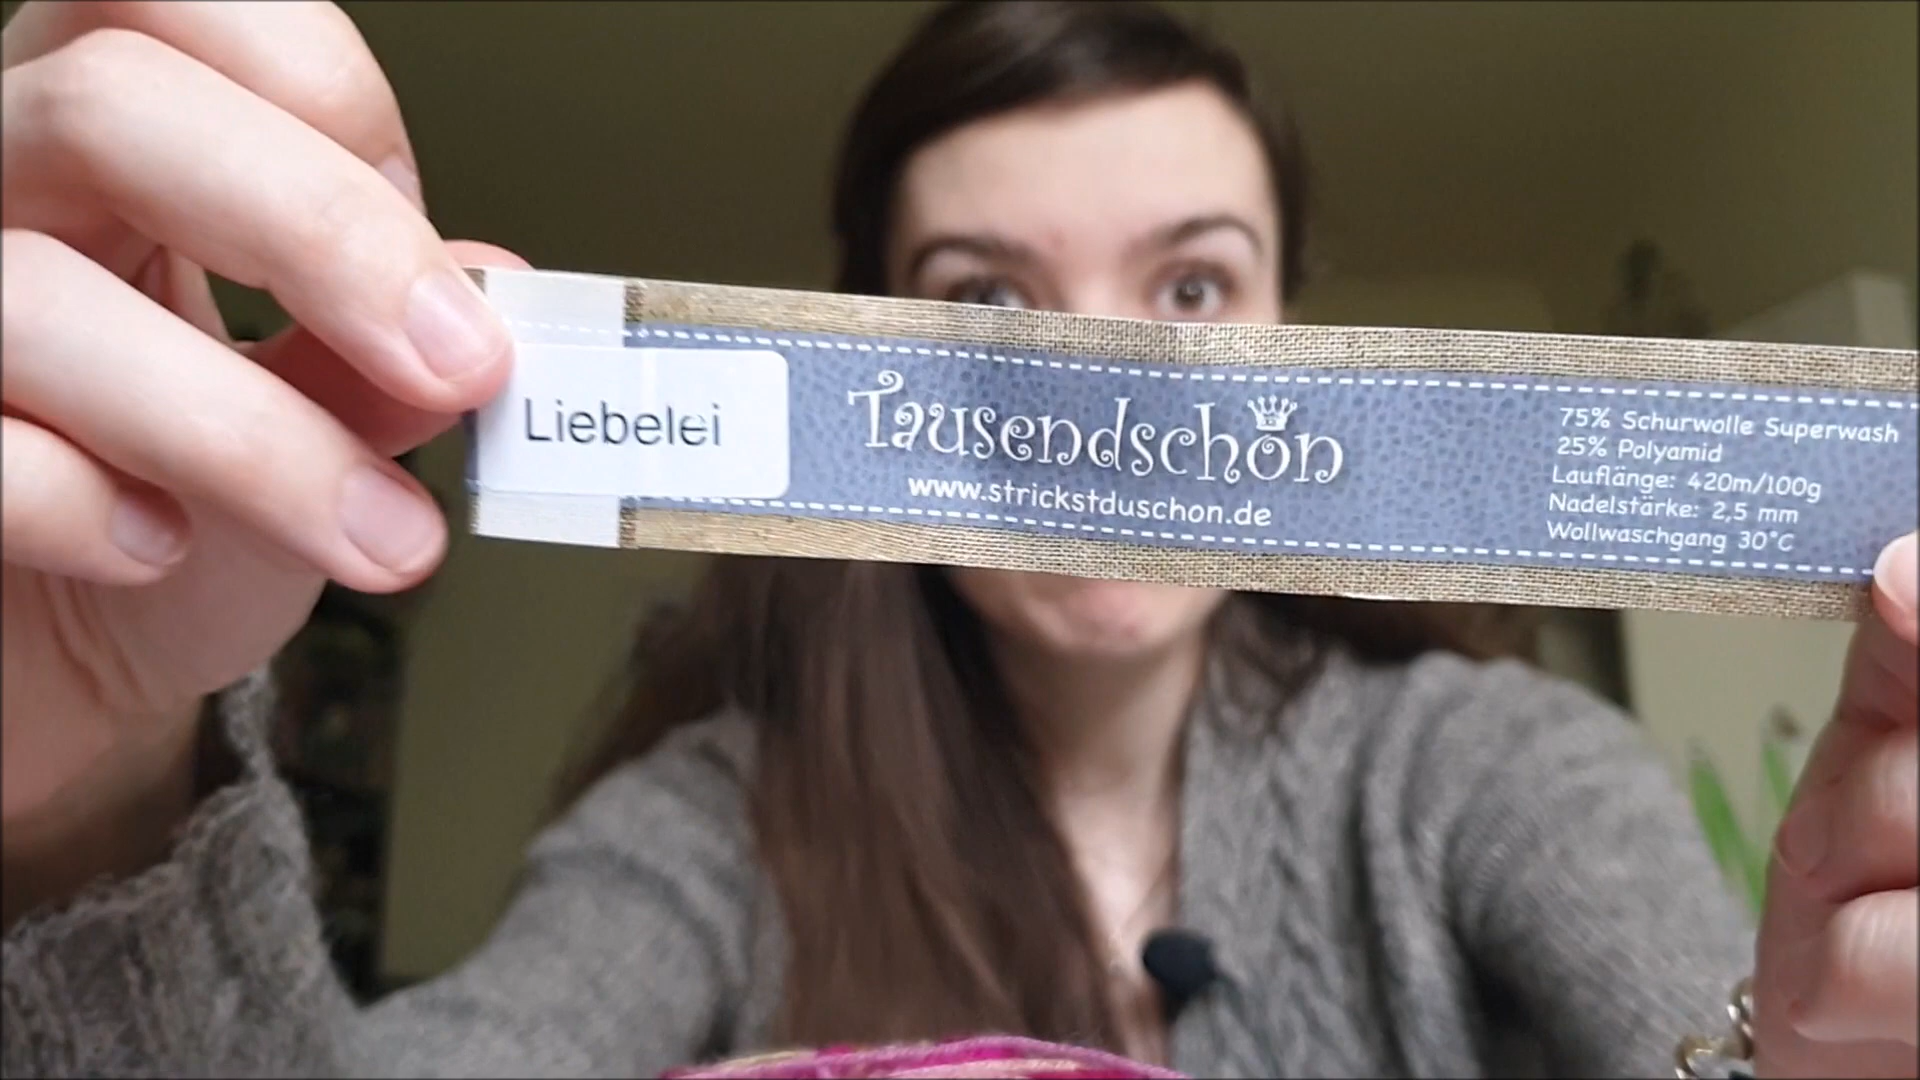 Liebelei
Tausendschön
www.strickstduschon.de
75% Schurwolle Superwash
25% Polyamid
Lauflänge: 420m/100g
Nadelstärke: 2,5 mm
Wollwaschgang 30°C